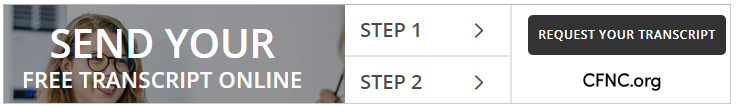 SEND YOUR
FREE TRANSCRIPT ONLINE
STEP 1
STEP 2
REQUEST YOUR TRANSCRIPT
CFNC.org